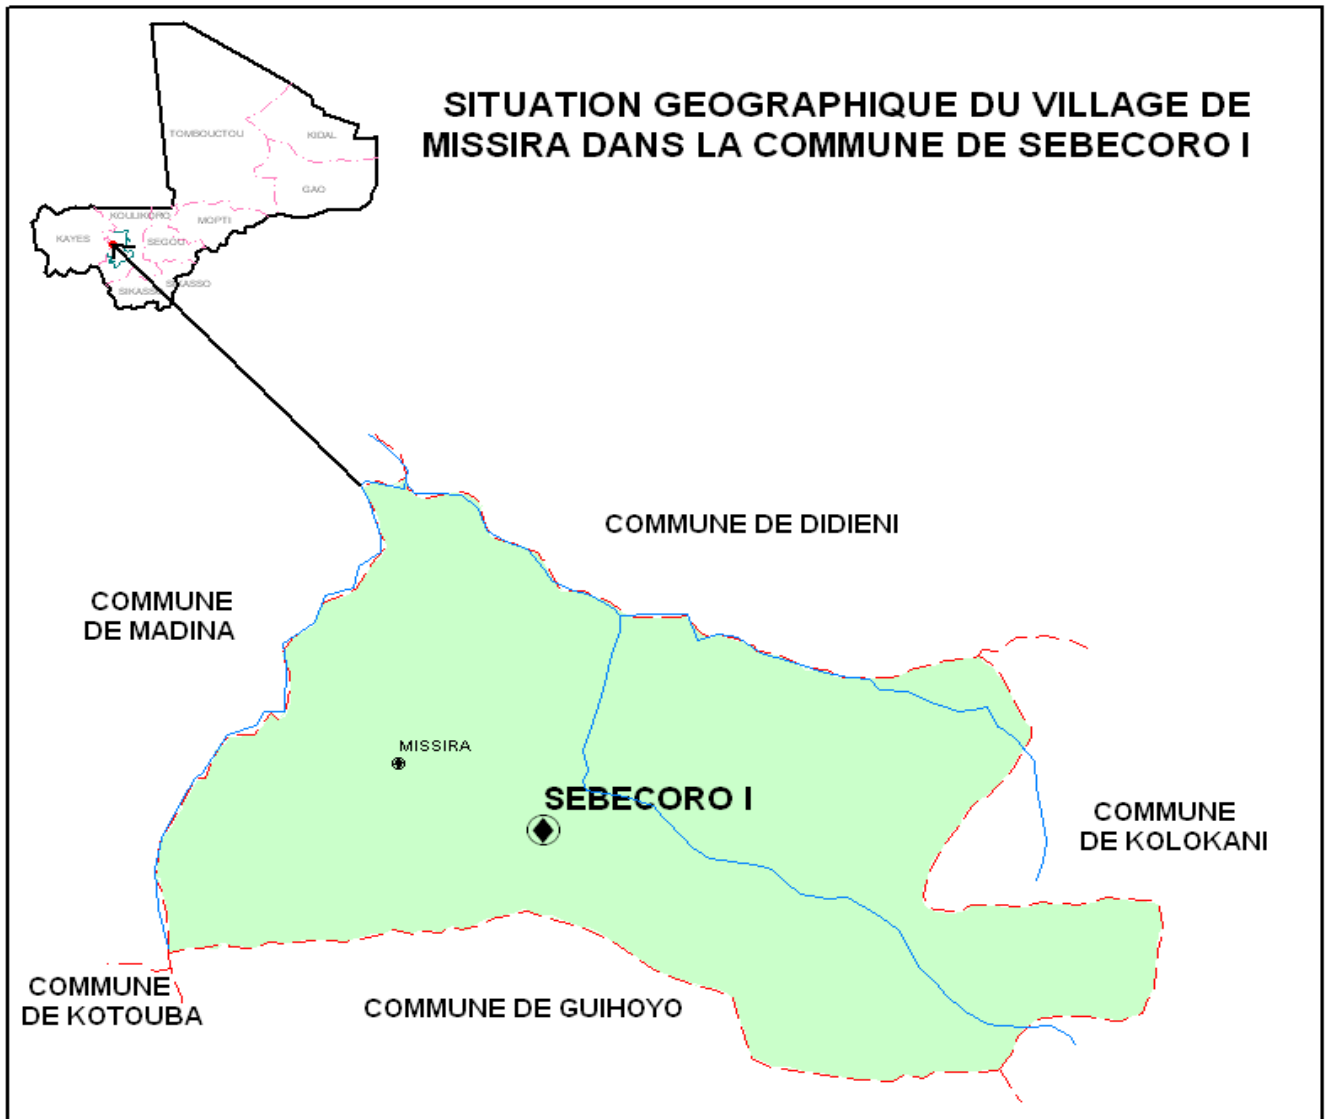 SITUATION GEOGRAPHIQUE DU VILLAGE DE
MISSIRA DANS LA COMMUNE DE SEBECORO I
TOMBOUCTOU
KIDAL
GAO
KOULIKORO
MOPTI
KAYES
SEGOU
SIKASSO
SIKASSO
COMMUNE DE DIDIENI
COMMUNE
DE MADINA
MISSIRA
SEBECORO I
COMMUNE
DE KOLOKANI
COMMUNE
DE KOTOUBA
COMMUNE DE GUIHOYO